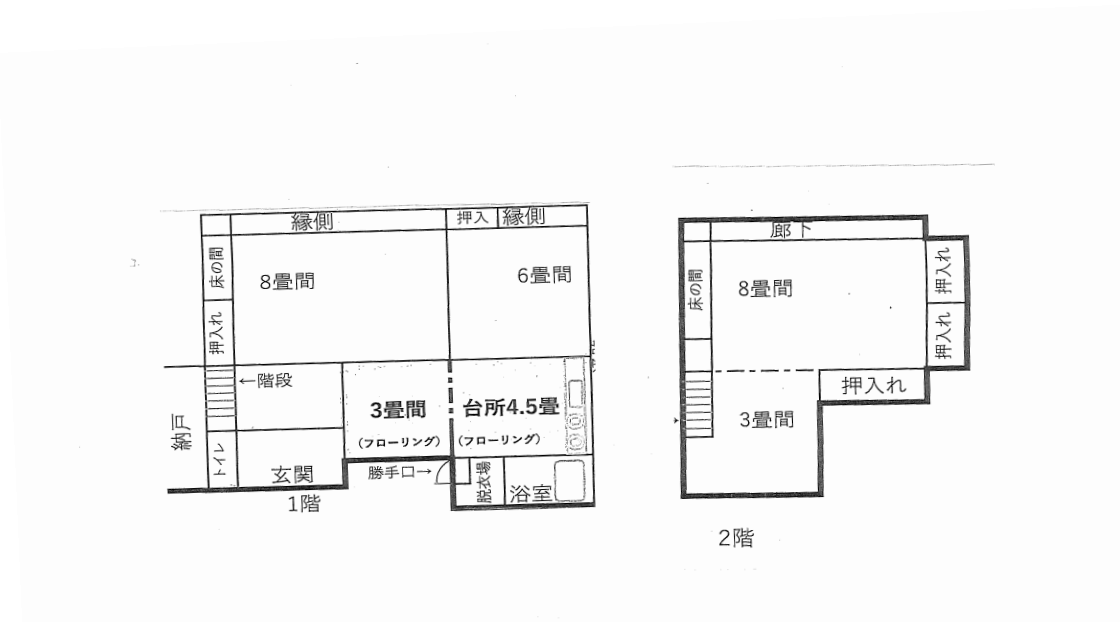 縁側
押入
縁側
床の間
8畳間
6畳間
押入れ
←階段
3畳間
(フローリング)
台所4.5畳
(フローリング)
納戸
トイレ
玄関
勝手口→
脱衣場
浴室
1階
廊下
床の間
8畳間
押入れ
押入れ
押入れ
3畳間
2階